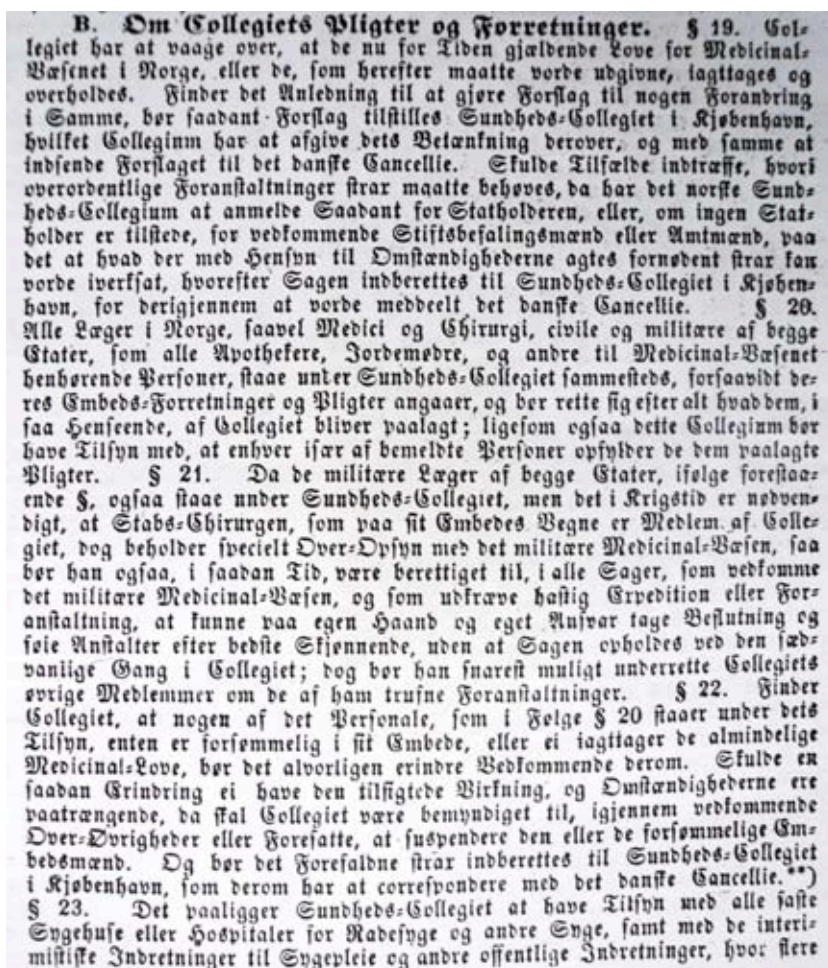 B. Om Collegiets Pligter og Forretninger. § 19. Col⸗
legiet har at vaage over, at de nu for Tiden gjældende Love for Medicinal⸗
Væsenet i Norge, eller de, som herefter maatte vorde udgivne, iagttages og
overholdes. Finder det Anledning til at gjøre Forslag til nogen Forandring
i Samme, bør saadant Forslag tilstilles Sundheds⸗Collegiet i Kjøbenhavn,
hvilket Collegium har at afgive dets Betænkning derover, og med samme at
indsende Forslaget til det danske Cancellie. Skulde Tilfælde indtræffe, hvori
overordentlige Foranstaltninger strax maatte behøves, da har det norske Sund⸗
heds⸗Collegium at anmelde Saadant for Statholderen, eller, om ingen Stat⸗
holder er tilstede, for vedkommende Stiftsbefalingsmænd eller Amtmænd, paa
det at hvad der med Hensyn til Omstændighederne agtes fornødent strax kan
vorde iverksat, hvorefter Sagen indberettes til Sundheds⸗Collegiet i Kjøben⸗
havn, for derigjennem at vorde meddeelt det danske Cancellie. § 20.
Alle Læger i Norge, saavel Medici og Chirurgi, civile og militære af begge
Etater, som alle Apothekere, Jordemødre, og andre til Medicinal⸗Væsenet
henhørende Personer, staae under Sundheds⸗Collegiet sammesteds, forsaavidt de⸗
res Embeds⸗Forretninger og Pligter angaaer, og bør rette sig efter alt hvad dem, i
saa Henseende, af Collegiet bliver paalagt; ligesom ogsaa dette Collegium bør
have Tilsyn med, at enhver især af bemeldte Personer opfylder de dem paalagte
Pligter. § 21. Da de militære Læger af begge Etater, ifølge forestaa⸗
ende §, ogsaa staae under Sundheds⸗Collegiet, men det i Krigstid er nødven⸗
digt, at Stabs⸗Chirurgen, som paa sit Embedes Vegne er Medlem af Colle⸗
giet, dog beholder specielt Over⸗Opsyn med det militære Medicinal⸗Væsen, saa
bør han ogsaa, i saadan Tid, være berettiget til, i alle Sager, som vedkomme
det militære Medicinal⸗Væsen, og som udkræve hastig Expedition eller For⸗
anstaltning, at kunne paa egen Haand og eget Ansvar tage Beslutning og
føie Anstalter efter bedste Skjønnende, uden at Sagen opholdes ved den sæd⸗
vanlige Gang i Collegiet; dog bør han snarest muligt underrette Collegiets
øvrige Medlemmer om de af ham trufne Foranstaltninger. § 22. Finder
Collegiet, at nogen af det Personale, som i Følge § 20 staaer under dets
Tilsyn, enten er forsømmelig i sit Embede, eller ei iagttager de almindelige
Medicinal⸗Love, bør det alvorligen erindre Vedkommende derom. Skulde en
saadan Erindring ei have den tilsigtede Virkning, og Omstændighederne ere
paatrængende, da skal Collegiet være bemyndiget til, igjennem vedkommende
Over⸗Øvrigheder eller Foresatte, at suspendere den eller de forsømmelige Em⸗
bedsmænd. Og bør det Forefaldne strax indberettes til Sundheds⸗Collegiet
i Kjøbenhavn, som derom har at correspondere med det danske Cancellie.**)
§ 23. Det paaligger Sundheds⸗Collegiet at have Tilsyn med alle faste
Sygehuse eller Hospitaler for Radesyge og andre Syge, samt med de interi⸗
mistiske Indretninger til Sygepleie og andre offentlige Indretninger, hvor flere